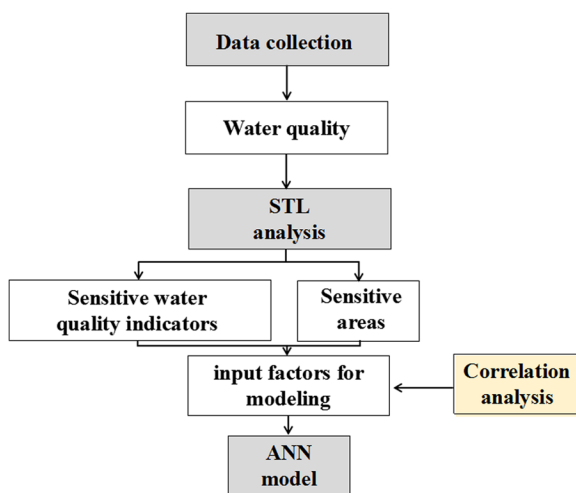 Data collection
Water quality
STL
analysis
Sensitive water
quality indicators
Sensitive
areas
input factors for
modeling
Correlation
analysis
ANN
model